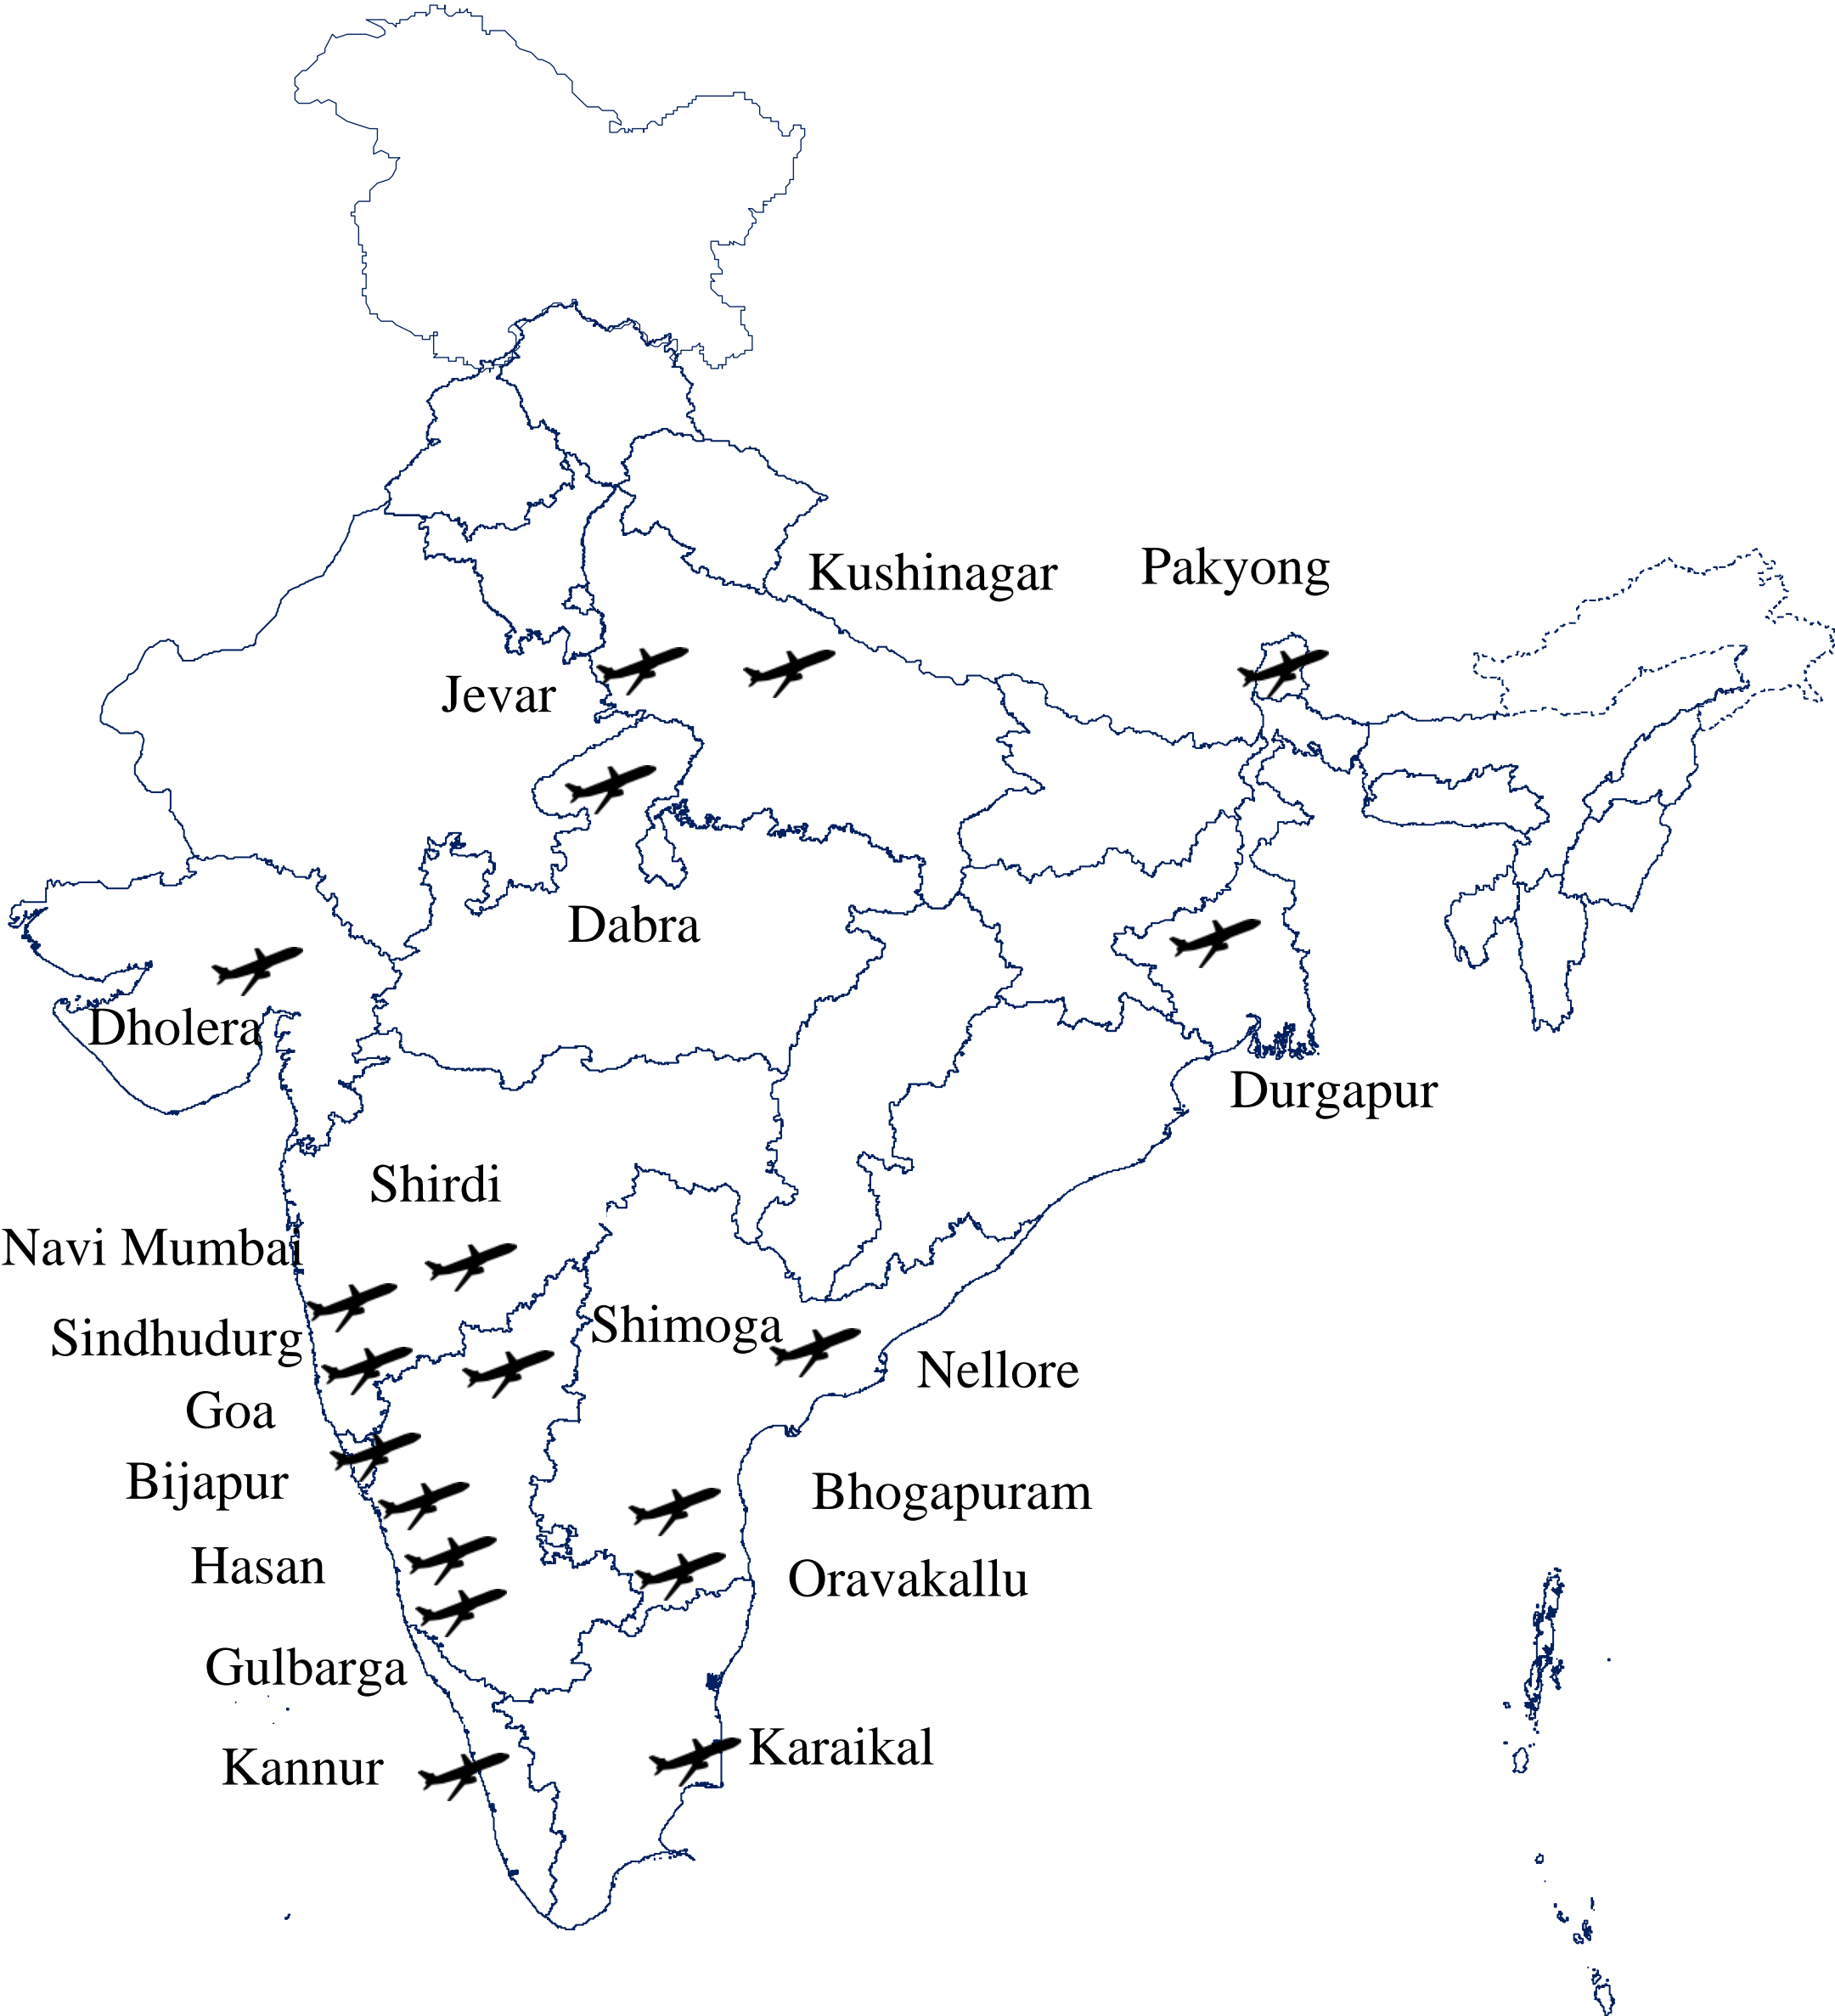 Kushinagar
Pakyong
Jevar
Dabra
Dholera
Durgapur
Shirdi
Navi Mumbai
Sindhudurg
Shimoga
Nellore
Goa
Bijapur
Bhogapuram
Hasan
Oravakallu
Gulbarga
Karaikal
Kannur